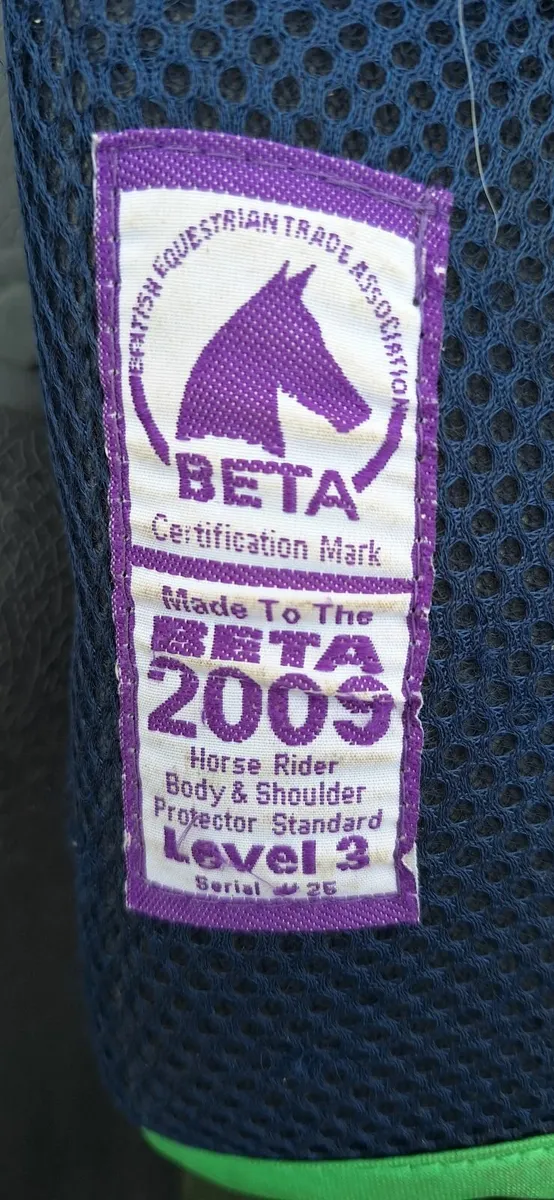 BRITISH EQUESTRIAN TRADE ASSOCIATION
BETA
Certification Mark
Made To The
BETA
2009
Horse Rider
Body & Shoulder
Protector Standard
Level 3
Serial 25